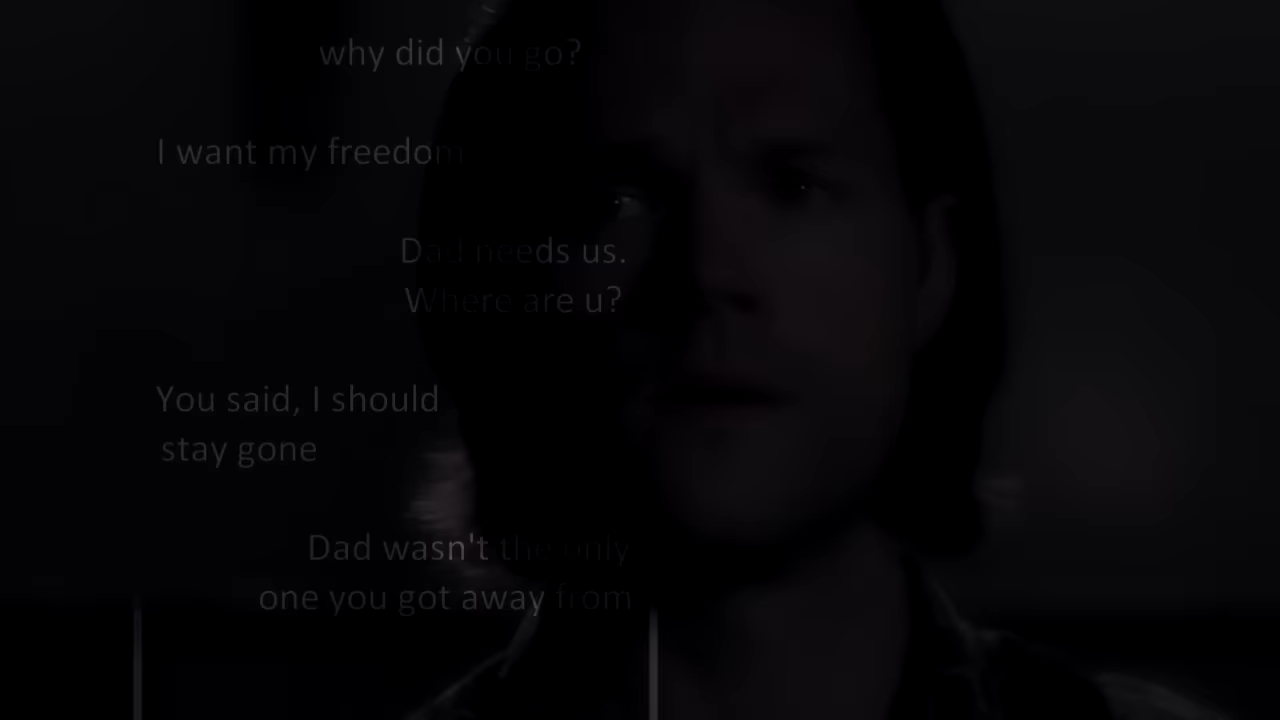 why did you go?
I want my freedom
Dad needs us.
Where are u?
You said, I should
stay gone
Dad wasn't the only
one you got away from